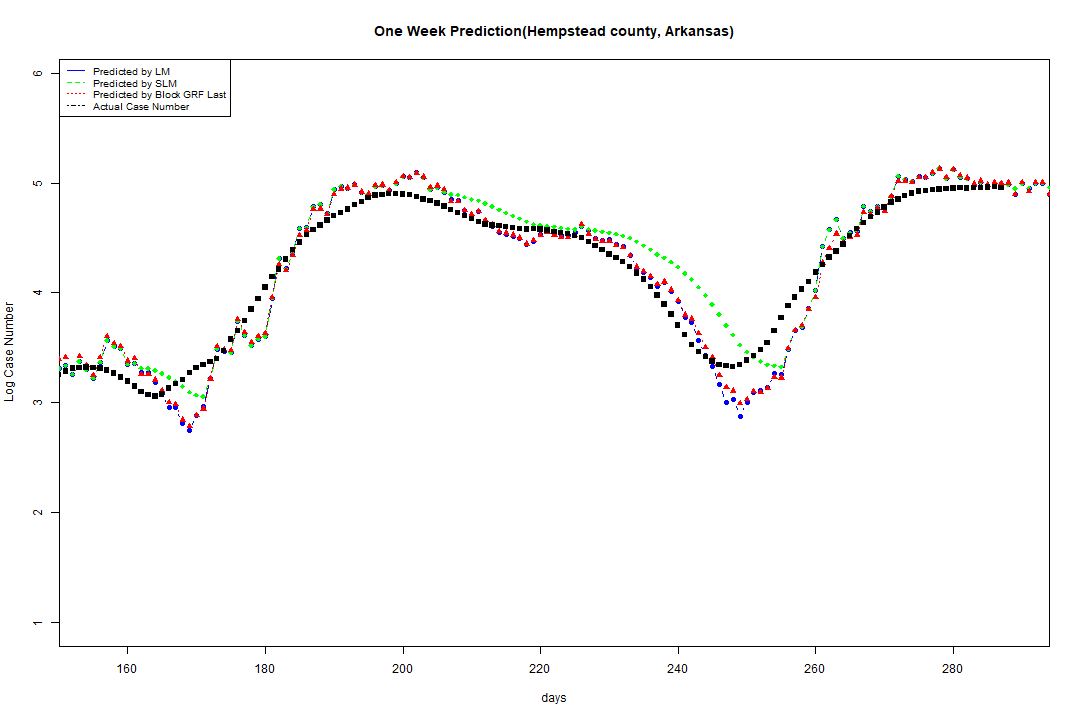 One Week Prediction(Hempstead county, Arkansas)
Predicted by LM
Predicted by SLM
Predicted by Block GRF Last
Actual Case Number
6
5
4
3
2
1
Log Case Number
160 180 200 220 240 260 280
days